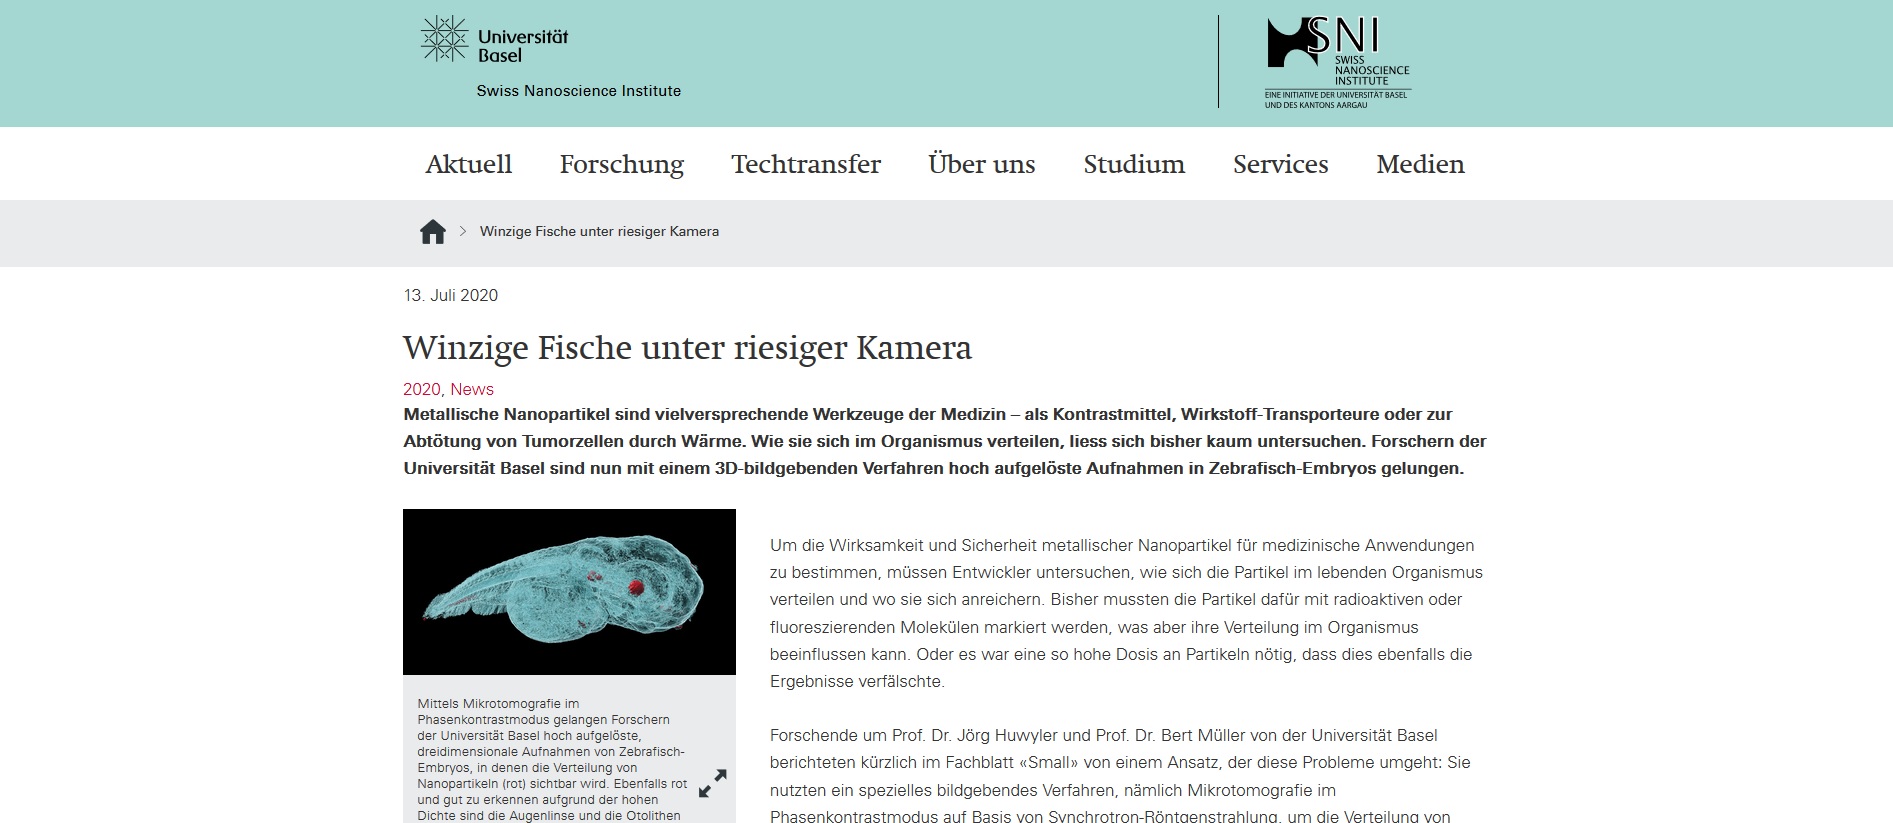 Universität
Basel
Swiss Nanoscience Institute
SNI
SWISS
NANOSCIENCE
INSTITUTE
EINE INITIATIVE DER UNIVERSITÄT BASEL
UND DES KANTONS AARGAU
Aktuell Forschung Techtransfer Über uns Studium Services Medien
Winzige Fische unter riesiger Kamera
13. Juli 2020
Winzige Fische unter riesiger Kamera
2020, News
Metallische Nanopartikel sind vielversprechende Werkzeuge der Medizin – als Kontrastmittel, Wirkstoff-Transporteure oder zur
Abtötung von Tumorzellen durch Wärme. Wie sie sich im Organismus verteilen, liess sich bisher kaum untersuchen. Forschern der
Universität Basel sind nun mit einem 3D-bildgebenden Verfahren hoch aufgelöste Aufnahmen in Zebrafisch-Embryos gelungen.
Mittels Mikrotomografie im
Phasenkontrastmodus gelangen Forschern
der Universität Basel hoch aufgelöste,
dreidimensionale Aufnahmen von Zebrafisch-
Embryos, in denen die Verteilung von
Nanopartikeln (rot) sichtbar wird. Ebenfalls rot
und gut zu erkennen aufgrund der hohen
Dichte sind die Augenlinse und die Otolithen
Um die Wirksamkeit und Sicherheit metallischer Nanopartikel für medizinische Anwendungen
zu bestimmen, müssen Entwickler untersuchen, wie sich die Partikel im lebenden Organismus
verteilen und wo sie sich anreichern. Bisher mussten die Partikel dafür mit radioaktiven oder
fluoreszierenden Molekülen markiert werden, was aber ihre Verteilung im Organismus
beeinflussen kann. Oder es war eine so hohe Dosis an Partikeln nötig, dass dies ebenfalls die
Ergebnisse verfälschte.
Forschende um Prof. Dr. Jörg Huwyler und Prof. Dr. Bert Müller von der Universität Basel
berichteten kürzlich im Fachblatt «Small» von einem Ansatz, der diese Probleme umgeht: Sie
nutzten ein spezielles bildgebendes Verfahren, nämlich Mikrotomografie im
Phasenkontrastmodus auf Basis von Synchrotron-Röntgenstrahlung, um die Verteilung von